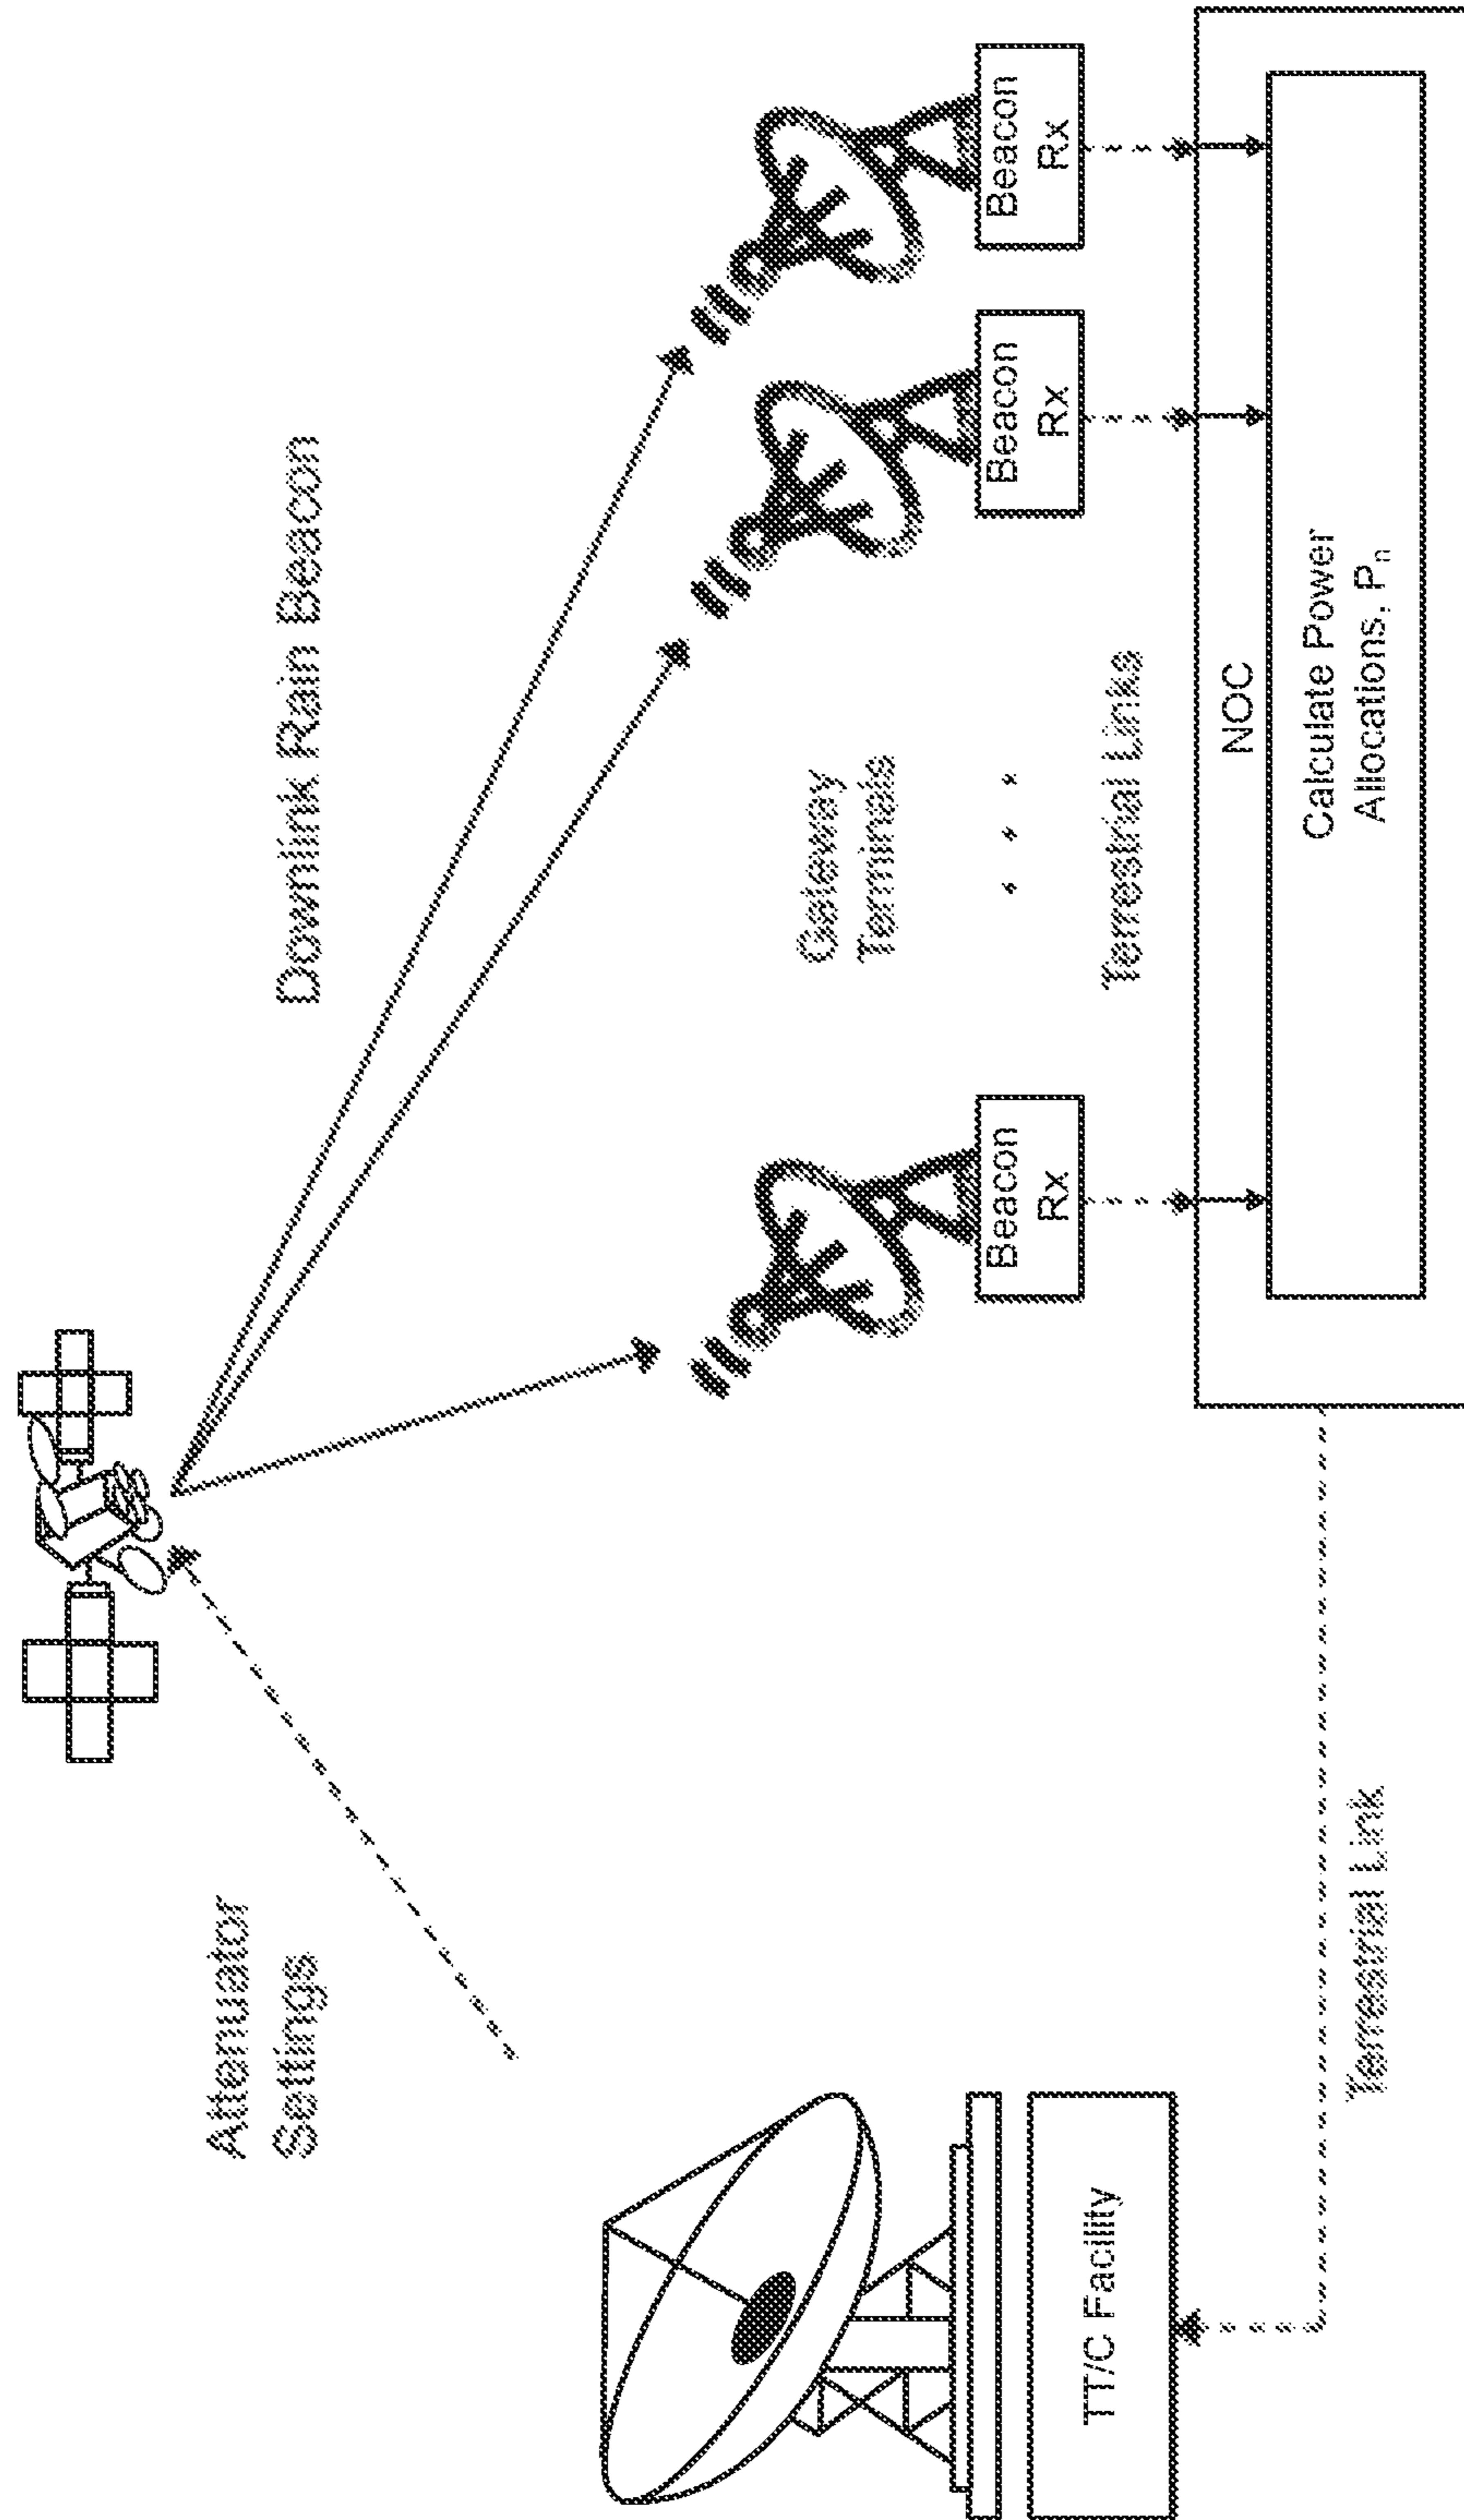 Attenuator
Settings
Downlink Rain Beacon
Gateway
Terminals
Beacon
Rx
Beacon
Rx
Beacon
Rx
Terrestrial Links
TT/C Facility
NOC
Calculate Power
Allocations, Pn
Terrestrial Link